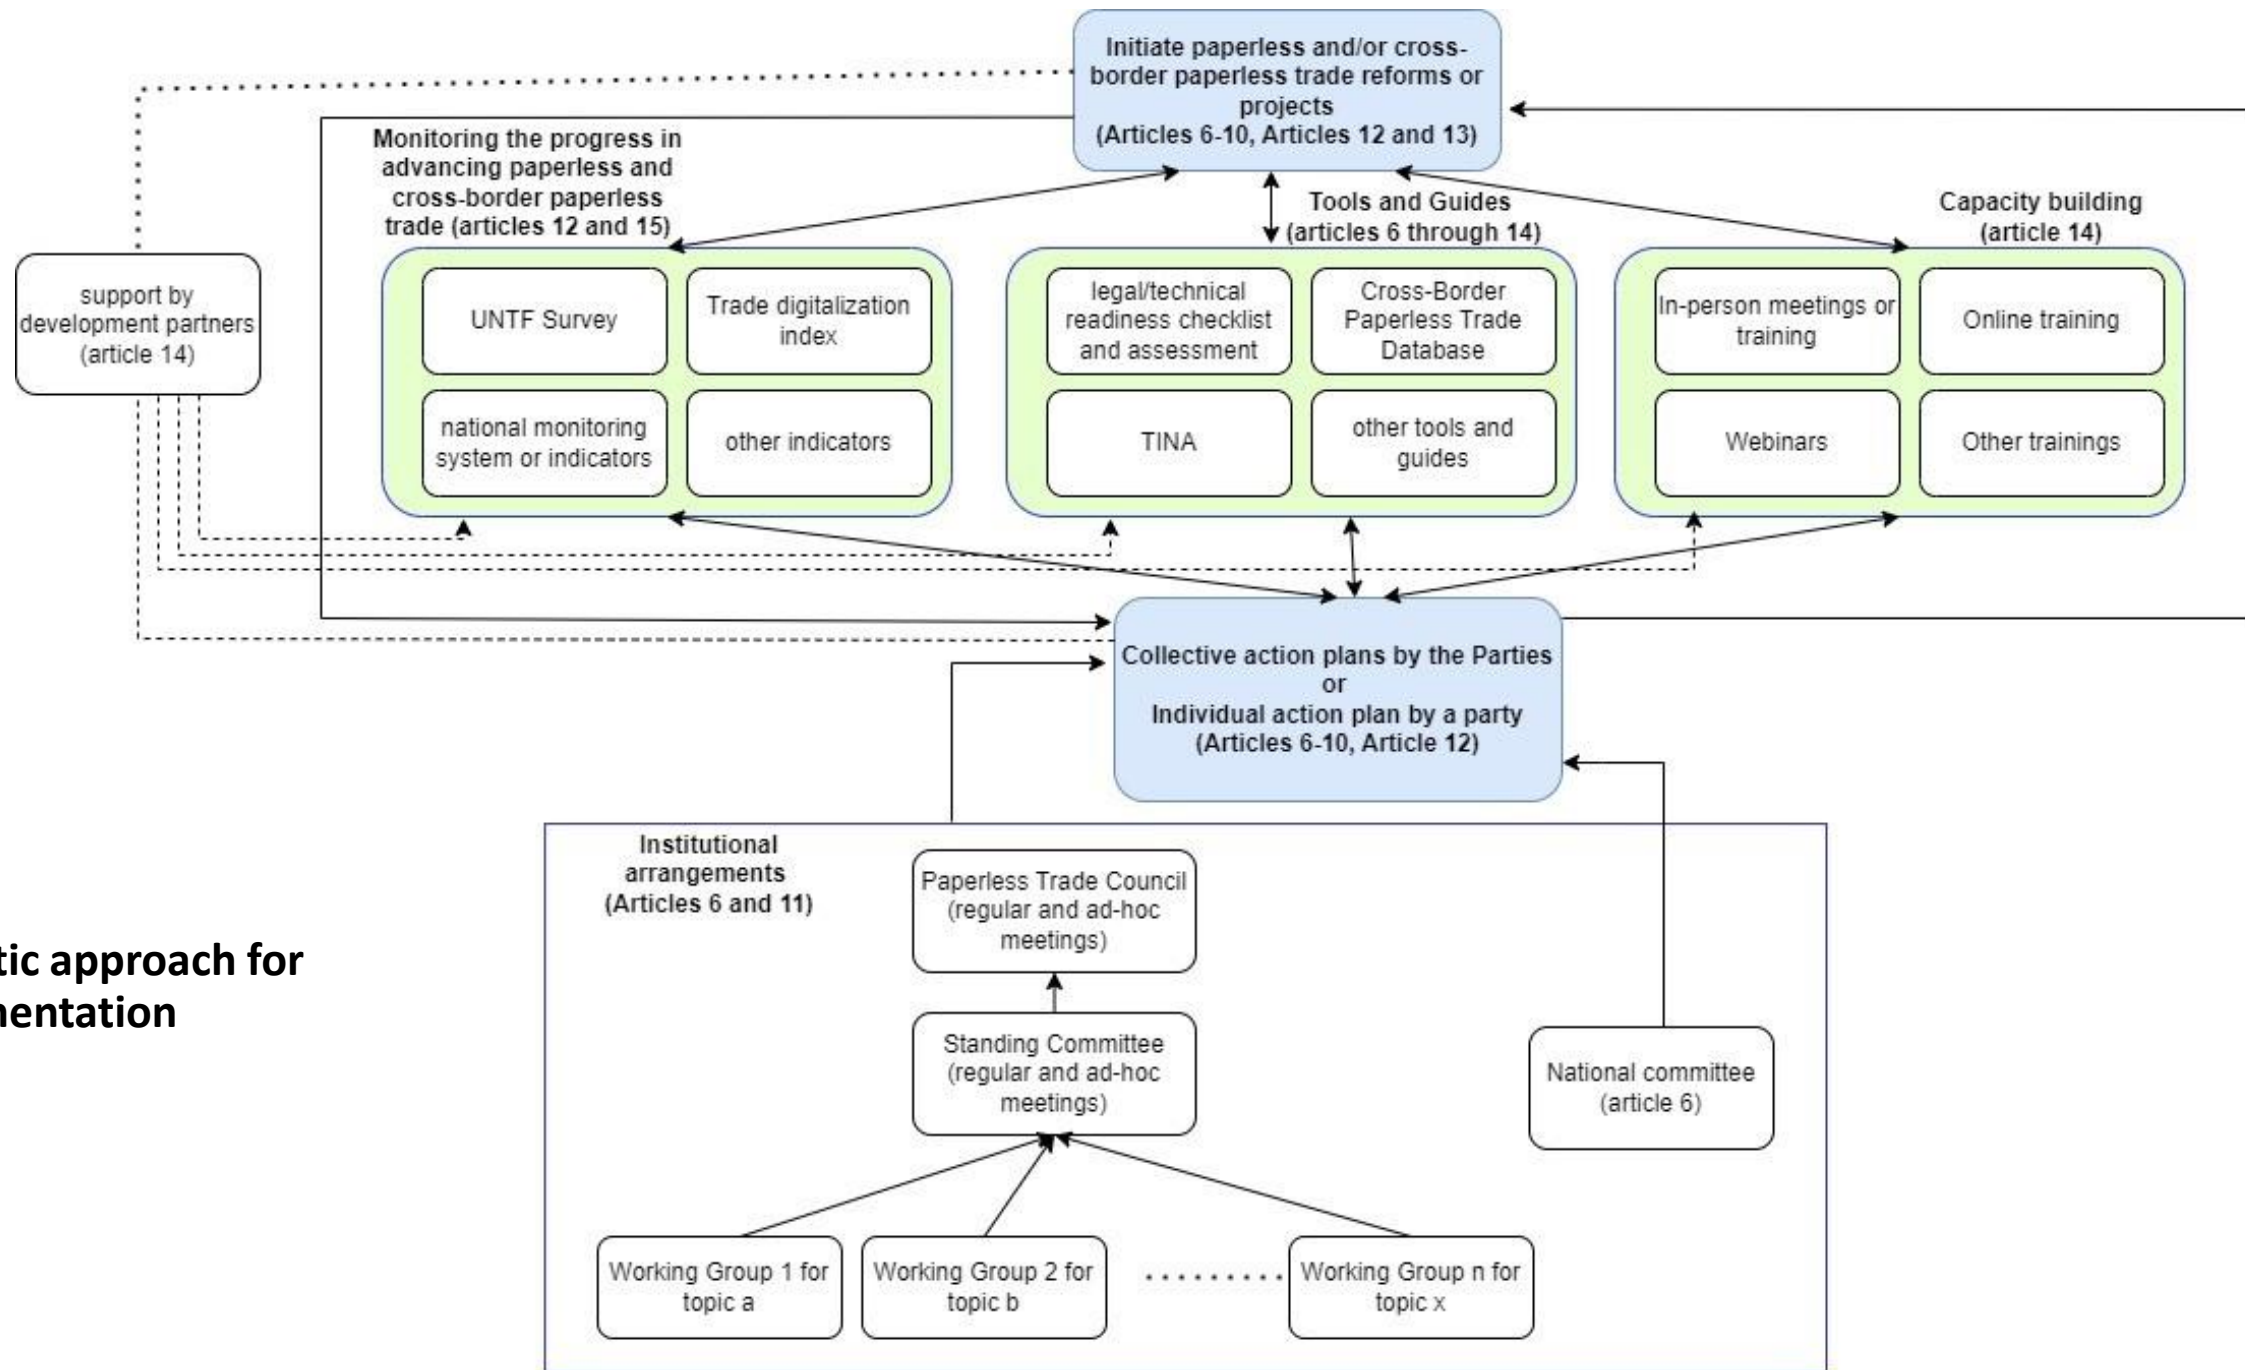 Initiate paperless and/or cross-
border paperless trade reforms or
projects
(Articles 6-10, Articles 12 and 13)
Monitoring the progress in
advancing paperless and
cross-border paperless
trade (articles 12 and 15)
Tools and Guides
(articles 6 through 14)
Capacity building
(article 14)
support by
development partners
(article 14)
UNTF Survey
Trade digitalization
index
national monitoring
system or indicators
other indicators
legal/technical
readiness checklist
and assessment
Cross-Border
Paperless Trade
Database
TINA
other tools and
guides
In-person meetings or
training
Online training
Webinars
Other trainings
Collective action plans by the Parties
or
Individual action plan by a party
(Articles 6-10, Article 12)
Institutional
arrangements
(Articles 6 and 11)
Paperless Trade Council
(regular and ad-hoc
meetings)
Standing Committee
(regular and ad-hoc
meetings)
National committee
(article 6)
Working Group 1 for
topic a
Working Group 2 for
topic b
Working Group n for
topic x
tic approach for
nentation